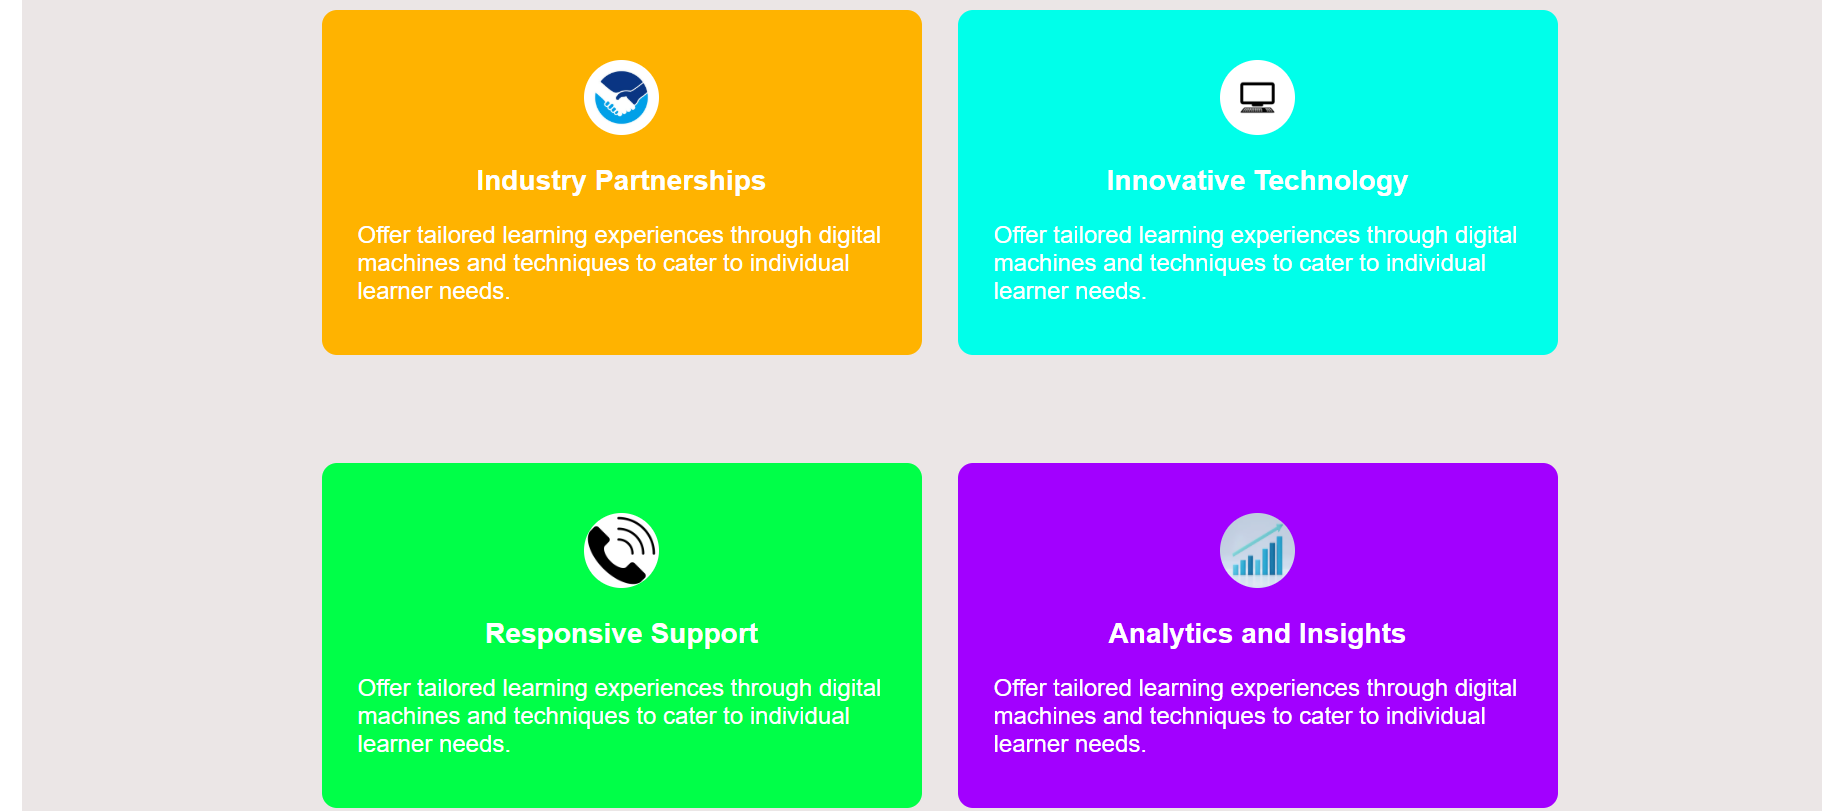 Industry Partnerships
Offer tailored learning experiences through digital
machines and techniques to cater to individual
learner needs.
Innovative Technology
Offer tailored learning experiences through digital
machines and techniques to cater to individual
learner needs.
Responsive Support
Offer tailored learning experiences through digital
machines and techniques to cater to individual
learner needs.
Analytics and Insights
Offer tailored learning experiences through digital
machines and techniques to cater to individual
learner needs.